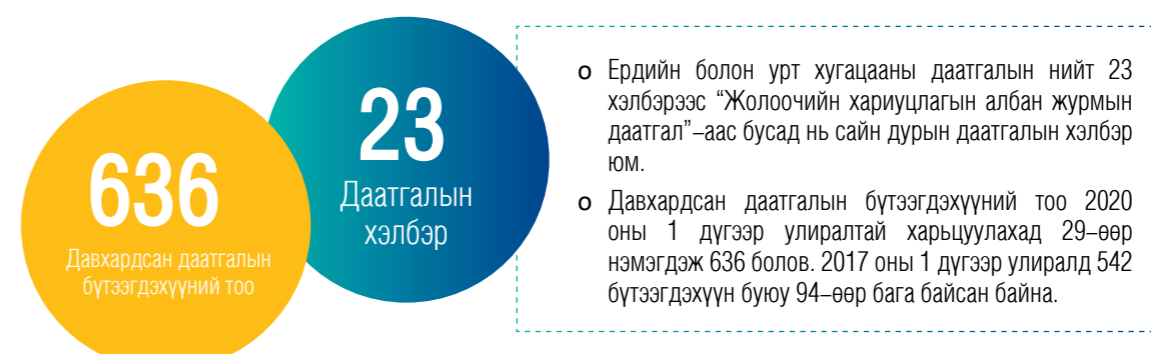 636
Давхардсан даатгалын
бүтээгдэхүүний тоо
23
Даатгалын
хэлбэр
o Ердийн болон урт хугацааны даатгалын нийт 23
хэлбэрээс “Жолоочийн хариуцлагын албан журмын
даатгал”–аас бусад нь сайн дурын даатгалын хэлбэр
юм.
o Давхардсан даатгалын бүтээгдэхүүний тоо 2020
оны 1 дүгээр улиралтай харьцуулахад 29–өөр
нэмэгдэж 636 болов. 2017 оны 1 дүгээр улиралд 542
бүтээгдэхүүн буюу 94–өөр бага байсан байна.